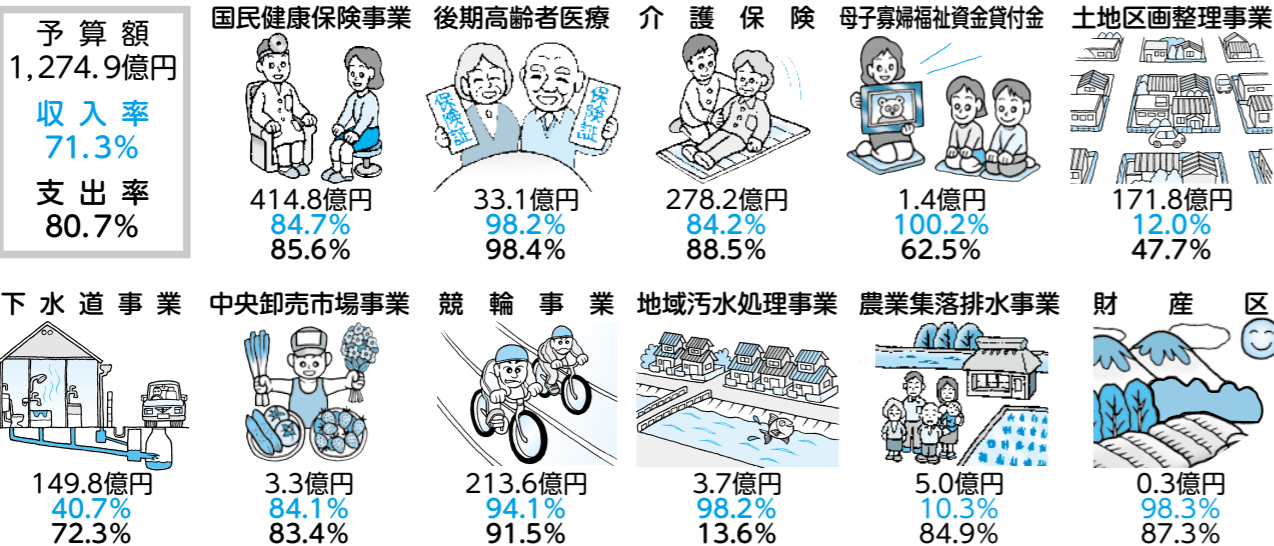 予算額
1,274.9億円
収入率
71.3%
支出率
80.7%
国民健康保険事業
414.8億円
84.7%
85.6%
後期高齢者医療
保険証
保険証
33.1億円
98.2%
98.4%
介護保険
278.2億円
84.2%
88.5%
母子寡婦福祉資金貸付金
1.4億円
100.2%
62.5%
土地区画整理事業
171.8億円
12.0%
47.7%
下水道事業
149.8億円
40.7%
72.3%
中央卸売市場事業
3.3億円
84.1%
83.4%
競輪事業
213.6億円
94.1%
91.5%
地域汚水処理事業
3.7億円
98.2%
13.6%
農業集落排水事業
5.0億円
10.3%
84.9%
財産区
0.3億円
98.3%
87.3%